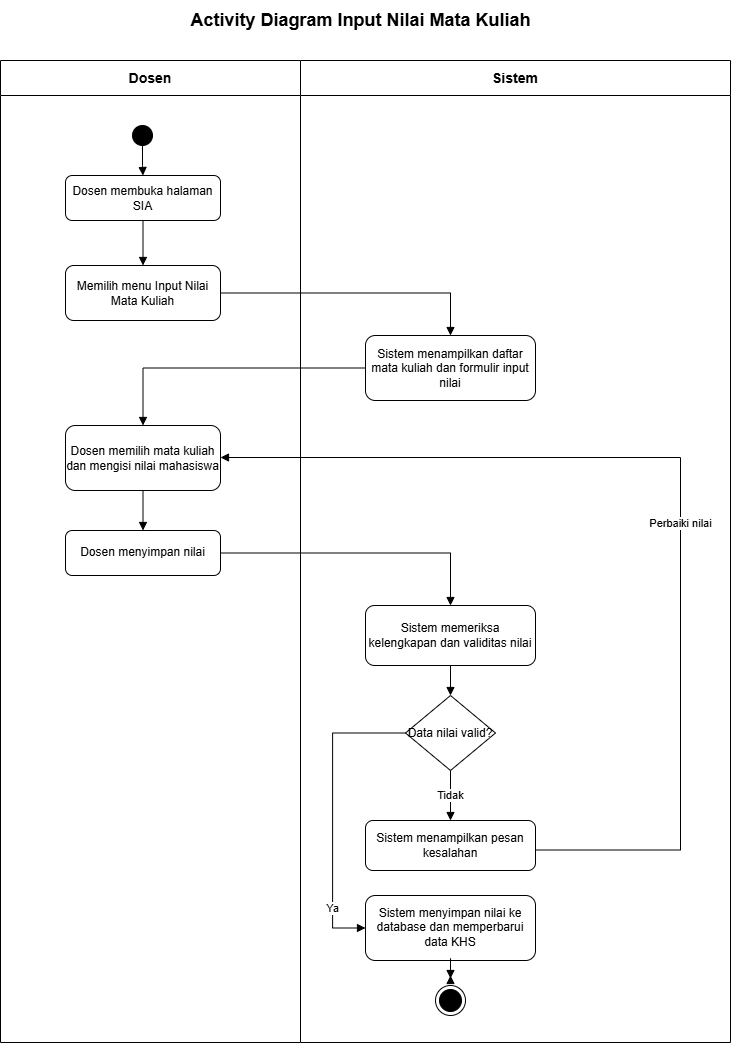 Activity Diagram Input Nilai Mata Kuliah
Dosen
Sistem
Dosen membuka halaman
SIA
Memilih menu Input Nilai
Mata Kuliah
Sistem menampilkan daftar
mata kuliah dan formulir input
nilai
Dosen memilih mata kuliah
dan mengisi nilai mahasiswa
Perbaiki nilai
Dosen menyimpan nilai
Sistem memeriksa
kelengkapan dan validitas nilai
Data nilai valid?
Tidak
Sistem menampilkan pesan
kesalahan
Ya
Sistem menyimpan nilai ke
database dan memperbarui
data KHS